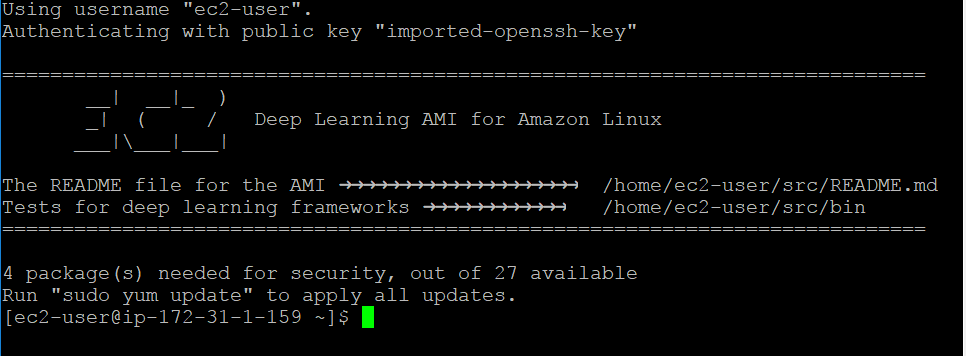 Using username "ec2-user".
Authenticating with public key "imported-openssh-key"
=============================================================================
       __|  __|_  )
       _|  (     /   Deep Learning AMI for Amazon Linux
      ___|\___|___|
The README file for the AMI ➔➔➔➔➔➔➔➔➔➔➔➔➔➔➔➔➔➔➔➔  /home/ec2-user/src/README.md
Tests for deep learning frameworks ➔➔➔➔➔➔➔➔➔➔➔➔  /home/ec2-user/src/bin
=============================================================================
4 package(s) needed for security, out of 27 available
Run "sudo yum update" to apply all updates.
[ec2-user@ip-172-31-1-159 ~]$